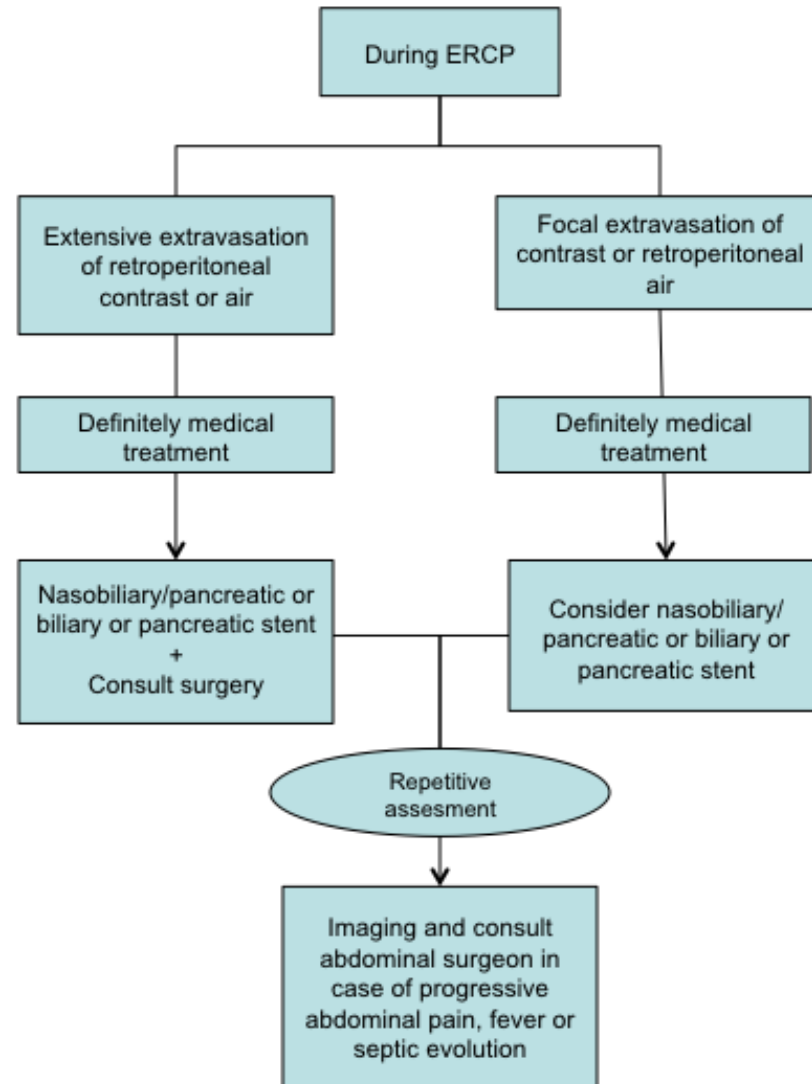 During ERCP
Extensive extravasation
of retroperitoneal
contrast or air
Focal extravasation of
contrast or retroperitoneal
air
Definitely medical
treatment
Definitely medical
treatment
Nasobiliary/pancreatic or
biliary or pancreatic stent
+
Consult surgery
Consider nasobiliary/
pancreatic or biliary or
pancreatic stent
Repetitive
assesment
Imaging and consult
abdominal surgeon in
case of progressive
abdominal pain, fever or
septic evolution